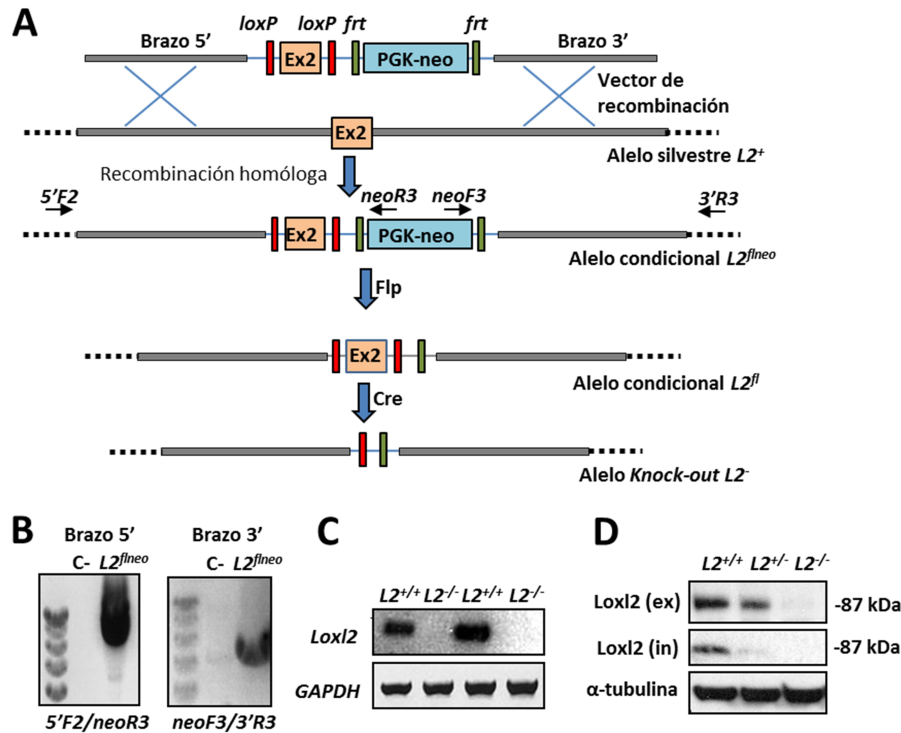 A
loxP loxP frt frt
Brazo 5' Ex2 PGK-neo Brazo 3'
Vector de
recombinación
Ex2
Alelo silvestre L2+
Recombinación homóloga
5'F2 neoR3 neoF3 3'R3
Ex2 PGK-neo
Alelo condicional L2flneo
Flp
Ex2
Alelo condicional L2fl
Cre
Alelo Knock-out L2-
B
Brazo 5' Brazo 3'
C- L2flneo C- L2flneo
5'F2/neoR3 neoF3/3'R3
C
L2+/+ L2-/- L2+/+ L2-/-
Loxl2
GAPDH
D
L2+/+ L2+/- L2-/-
Loxl2 (ex) -87 kDa
Loxl2 (in) -87 kDa
α-tubulina